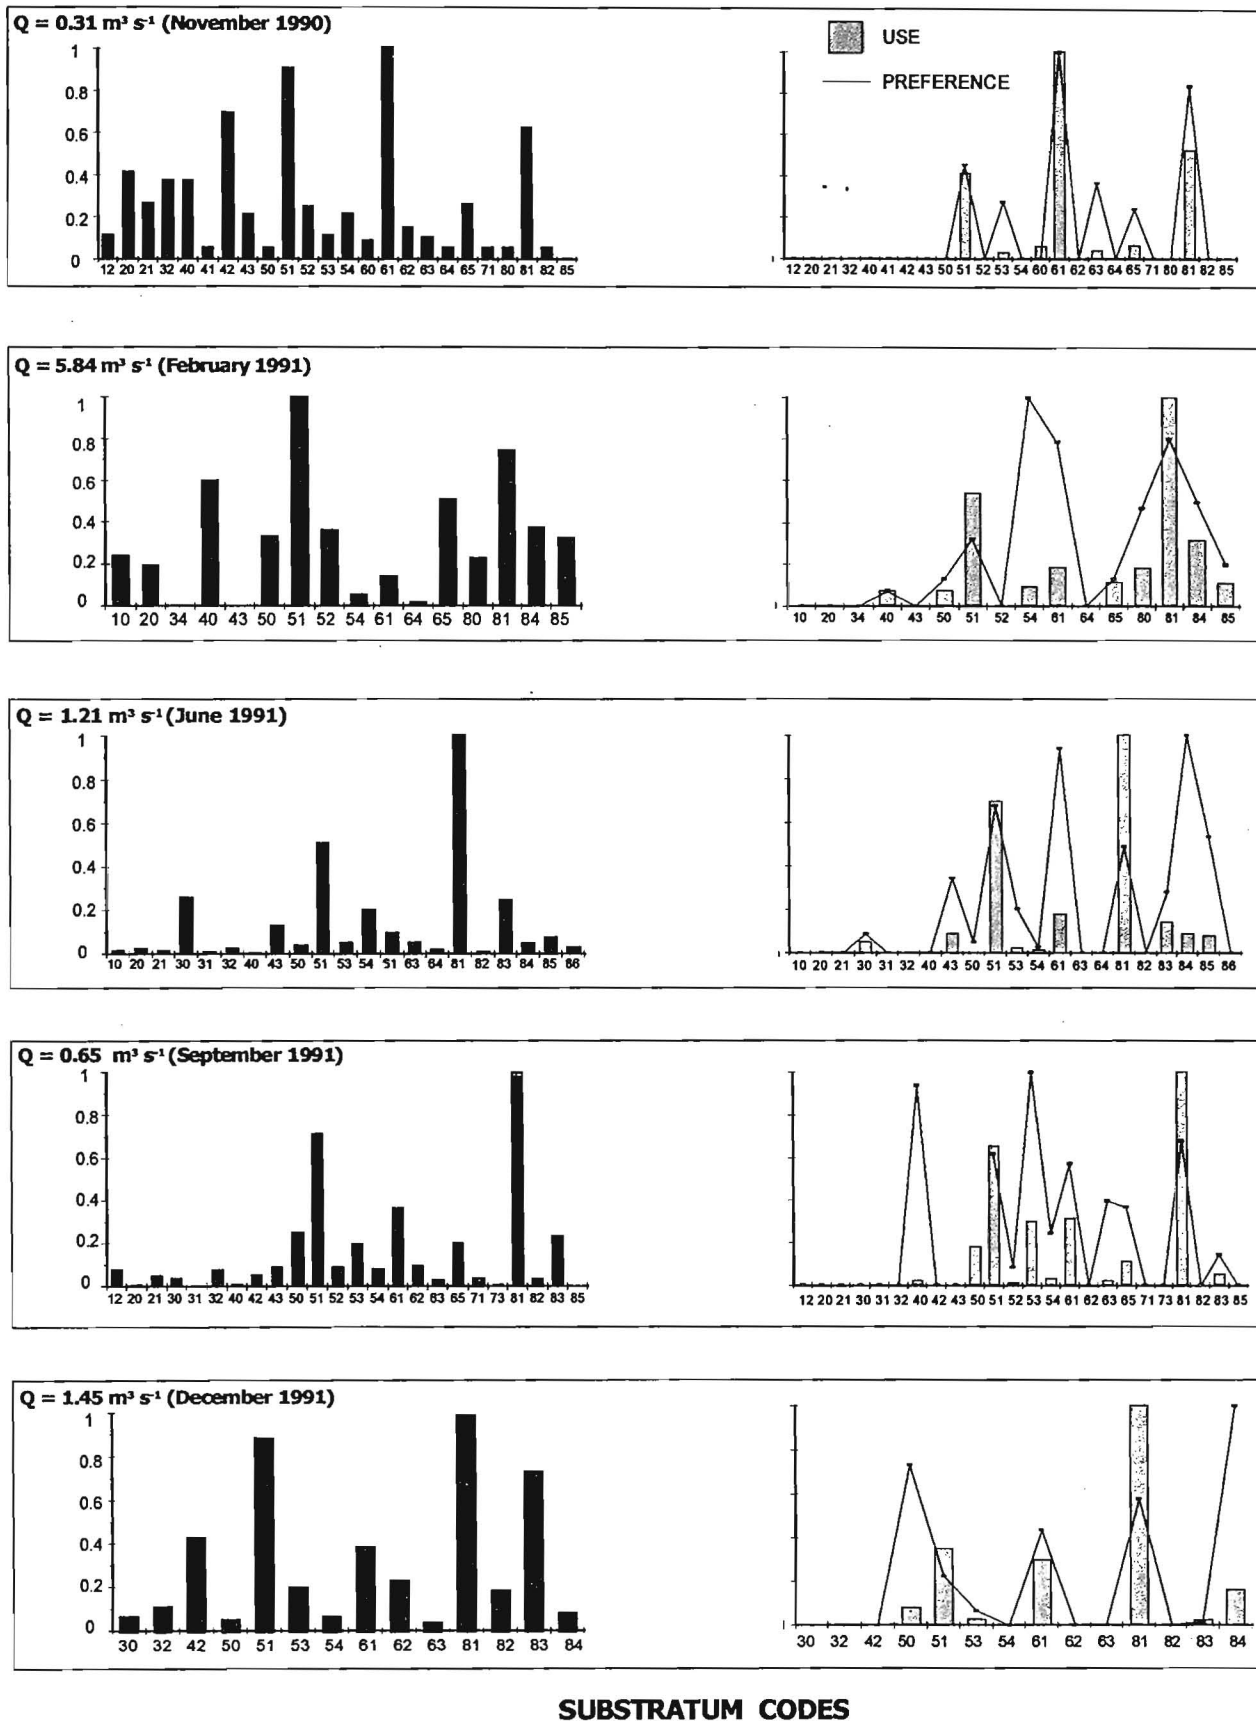 Q = 0.31 m³ s⁻¹ (November 1990)
1
0.8
0.6
0.4
0.2
0
12 20 21 32 40 41 42 43 50 51 52 53 54 60 61 62 63 64 65 71 80 81 82 85
USE
PREFERENCE
12 20 21 32 40 41 42 43 50 51 52 53 54 60 61 62 63 64 65 71 80 81 82 85
Q = 5.84 m³ s⁻¹ (February 1991)
1
0.8
0.6
0.4
0.2
0
10 20 34 40 43 50 51 52 54 61 64 65 80 81 84 85
10 20 34 40 43 50 51 52 54 61 64 65 80 81 84 85
Q = 1.21 m³ s⁻¹ (June 1991)
1
0.8
0.6
0.4
0.2
0
10 20 21 30 31 32 40 43 50 51 53 54 51 63 64 81 82 83 84 85 86
10 20 21 30 31 32 40 43 50 51 53 54 61 63 64 81 82 83 84 85 86
Q = 0.65 m³ s⁻¹ (September 1991)
1
0.8
0.6
0.4
0.2
0
12 20 21 30 31 32 40 42 43 50 51 52 53 54 61 62 63 65 71 73 81 82 83 85
12 20 21 30 31 32 40 42 43 50 51 52 53 54 61 62 63 65 71 73 81 82 83 85
Q = 1.45 m³ s⁻¹ (December 1991)
1
0.8
0.6
0.4
0.2
0
30 32 42 50 51 53 54 61 62 63 81 82 83 84
30 32 42 50 51 53 54 61 62 63 81 82 83 84
SUBSTRATUM CODES